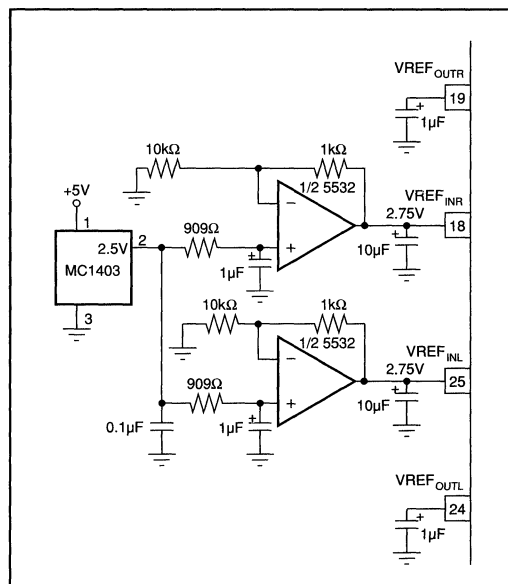 VREF OUTR
19
+
1µF
10kΩ
1kΩ
1/2 5532
+5V
1
VREF INR
−
2.75V
18
909Ω
2.5V
2
+
+
10µF
MC1403
+
1µF
3
10kΩ
1kΩ
1/2 5532
VREF INL
−
2.75V
25
909Ω
+
+
10µF
0.1µF
+
1µF
VREF OUTL
24
+
1µF